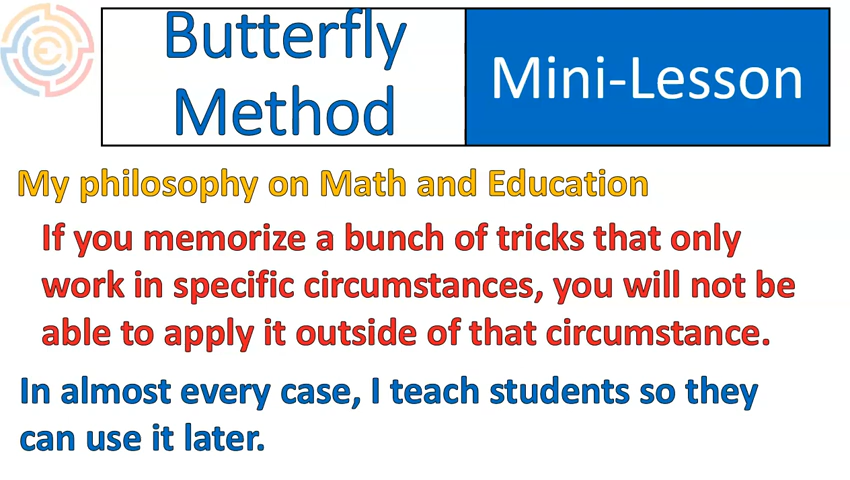 Butterfly
Method
Mini-Lesson
My philosophy on Math and Education
If you memorize a bunch of tricks that only
work in specific circumstances, you will not be
able to apply it outside of that circumstance.
In almost every case, I teach students so they
can use it later.